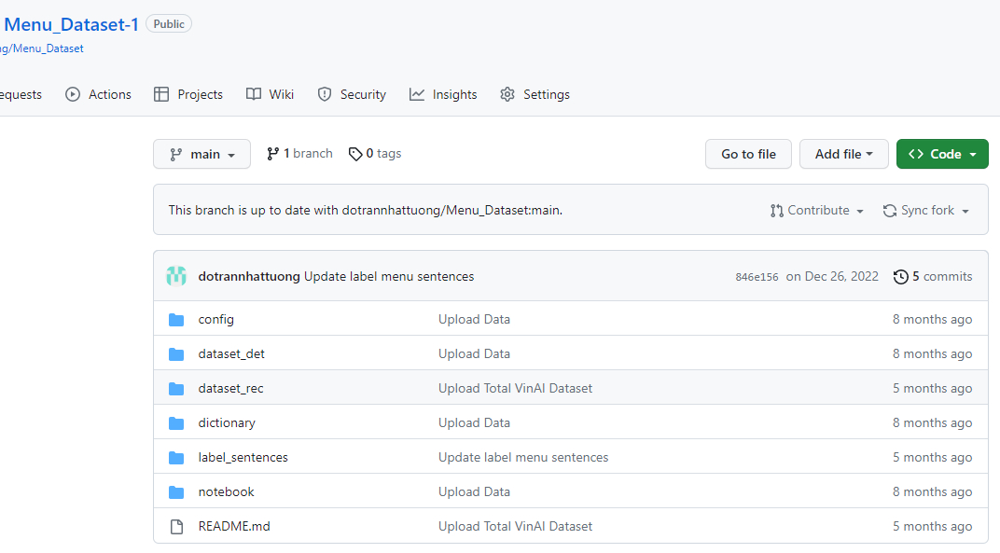 Menu_Dataset-1 Public
ng/Menu_Dataset
equests Actions Projects Wiki Security Insights Settings
main 1 branch 0 tags Go to file Add file Code
This branch is up to date with dotrannhattuong/Menu_Dataset:main. Contribute Sync fork
dotrannhattuong Update label menu sentences 846e156 on Dec 26, 2022 5 commits
config Upload Data 8 months ago
dataset_det Upload Data 8 months ago
dataset_rec Upload Total VinAI Dataset 5 months ago
dictionary Upload Data 8 months ago
label_sentences Update label menu sentences 5 months ago
notebook Upload Data 8 months ago
README.md Upload Total VinAI Dataset 5 months ago